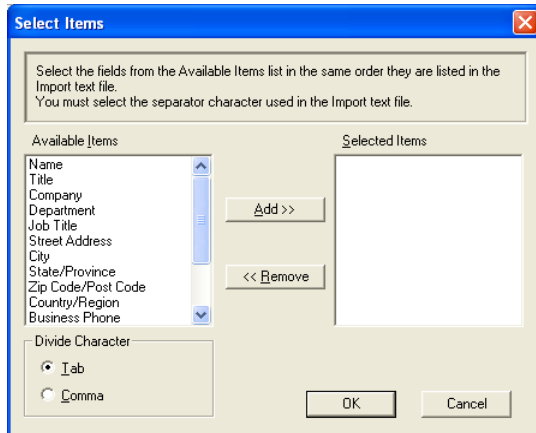 Select Items
Select the fields from the Available Items list in the same order they are listed in the
Import text file.
You must select the separator character used in the Import text file.
Available Items
Selected Items
Name
Title
Company
Department
Job Title
Street Address
City
State/Province
Zip Code/Post Code
Country/Region
Business Phone
Add >>
<< Remove
Divide Character
Tab
Comma
OK
Cancel